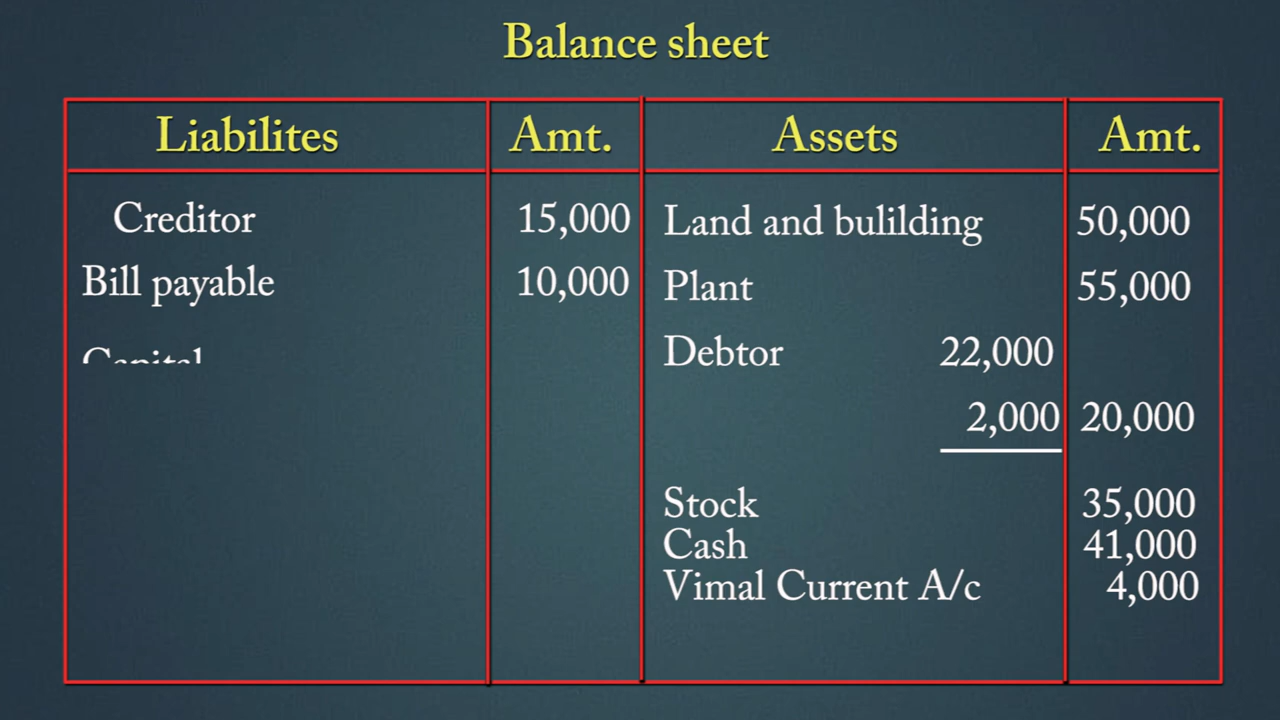 Balance sheet
Liabilites Amt. Assets Amt.
Creditor 15,000 Land and bulilding 50,000
Bill payable 10,000 Plant 55,000
Capital Debtor 22,000
2,000 20,000
Stock 35,000
Cash 41,000
Vimal Current A/c 4,000